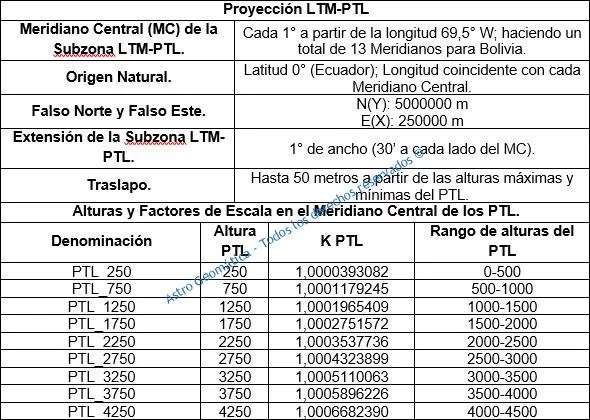 Proyección LTM-PTL
Meridiano Central (MC) de la
Subzona LTM-PTL.
Cada 1° a partir de la longitud 69,5° W; haciendo un
total de 13 Meridianos para Bolivia.
Origen Natural.
Latitud 0° (Ecuador); Longitud coincidente con cada
Meridiano Central.
Falso Norte y Falso Este.
N(Y): 5000000 m
E(X): 250000 m
Extensión de la Subzona LTM-
PTL.
1° de ancho (30’ a cada lado del MC).
Traslapo.
Hasta 50 metros a partir de las alturas máximas y
mínimas del PTL.
Alturas y Factores de Escala en el Meridiano Central de los PTL.
Denominación
Altura
PTL
K PTL
Rango de alturas del
PTL
PTL_250 250 1,0000393082 0-500
PTL_750 750 1,0001179245 500-1000
PTL_1250 1250 1,0001965409 1000-1500
PTL_1750 1750 1,0002751572 1500-2000
PTL_2250 2250 1,0003537736 2000-2500
PTL_2750 2750 1,0004323899 2500-3000
PTL_3250 3250 1,0005110063 3000-3500
PTL_3750 3750 1,0005896226 3500-4000
PTL_4250 4250 1,0006682390 4000-4500
Astro Geomática - Todos los derechos reservados ©